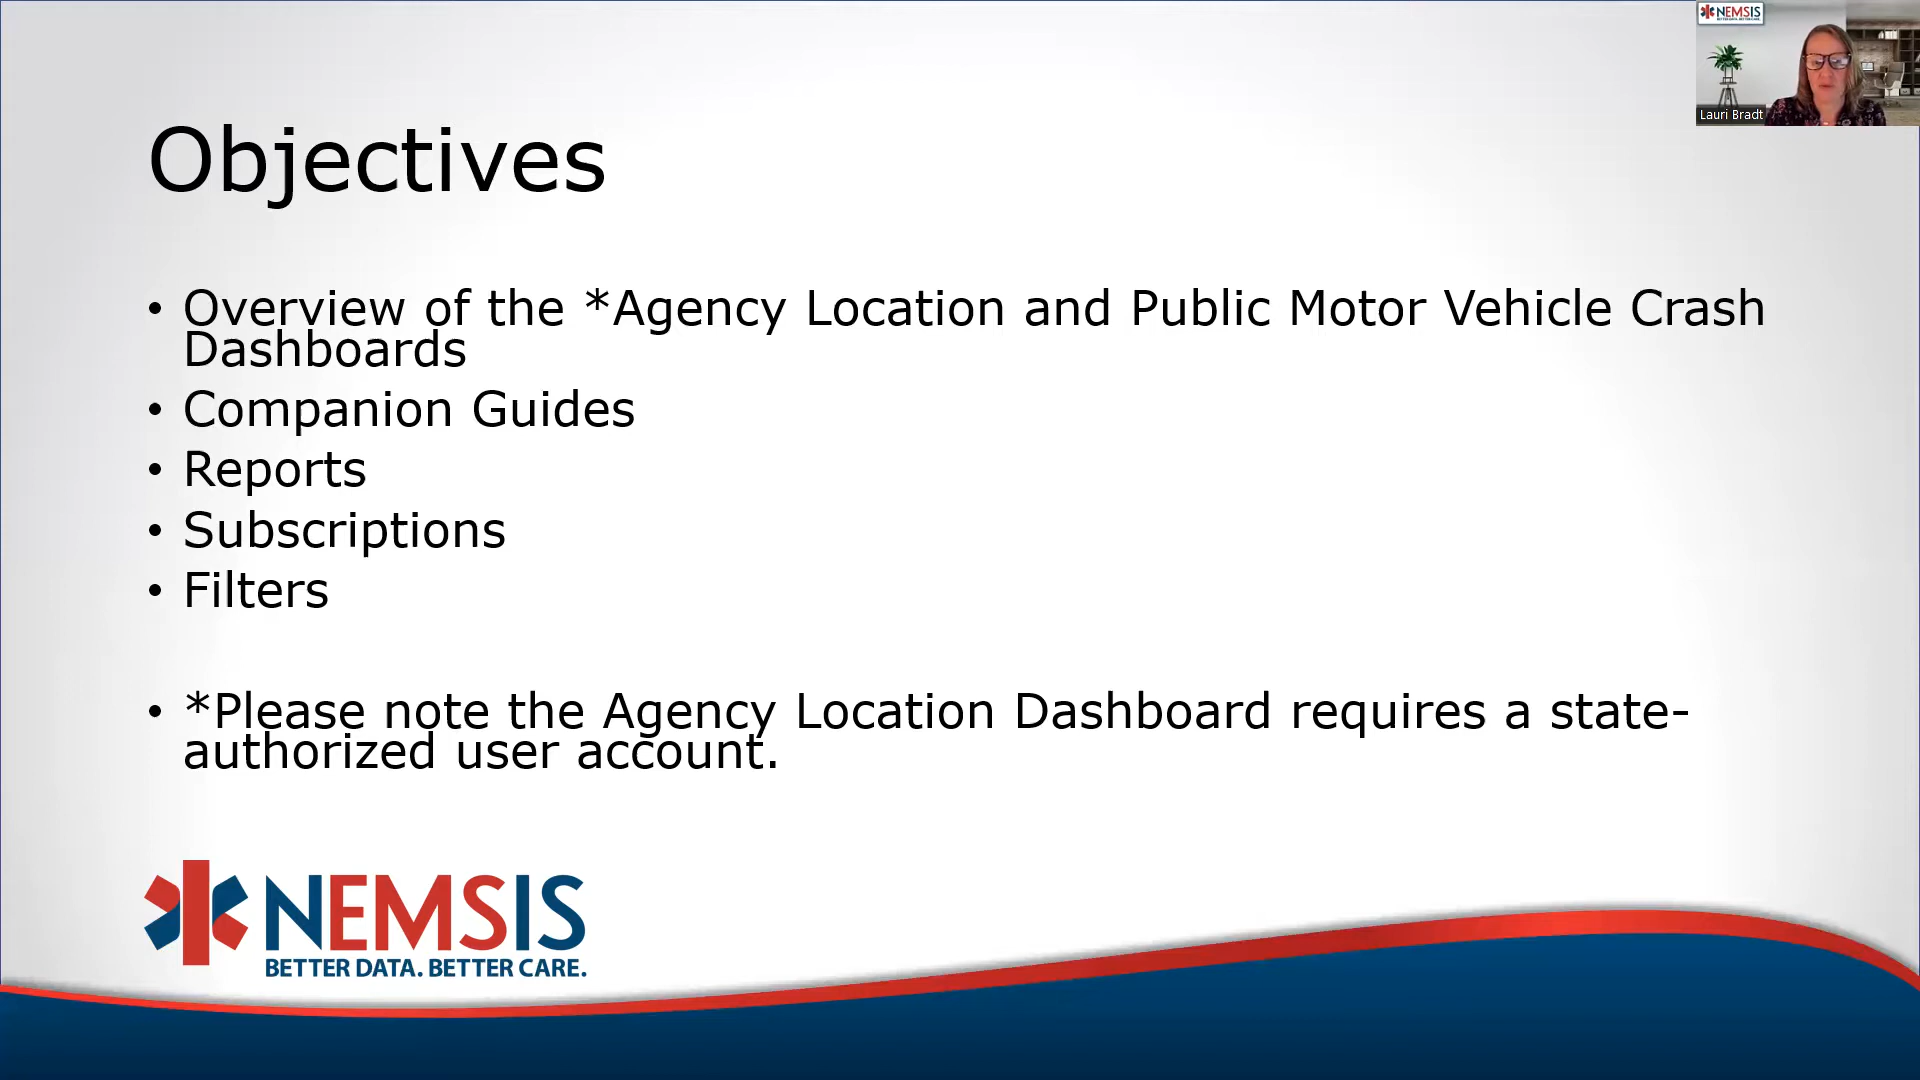 NEMSIS
Lauri Bradt
Objectives
• Overview of the *Agency Location and Public Motor Vehicle Crash
Dashboards
• Companion Guides
• Reports
• Subscriptions
• Filters
• *Please note the Agency Location Dashboard requires a state-
authorized user account.
NEMSIS
BETTER DATA. BETTER CARE.